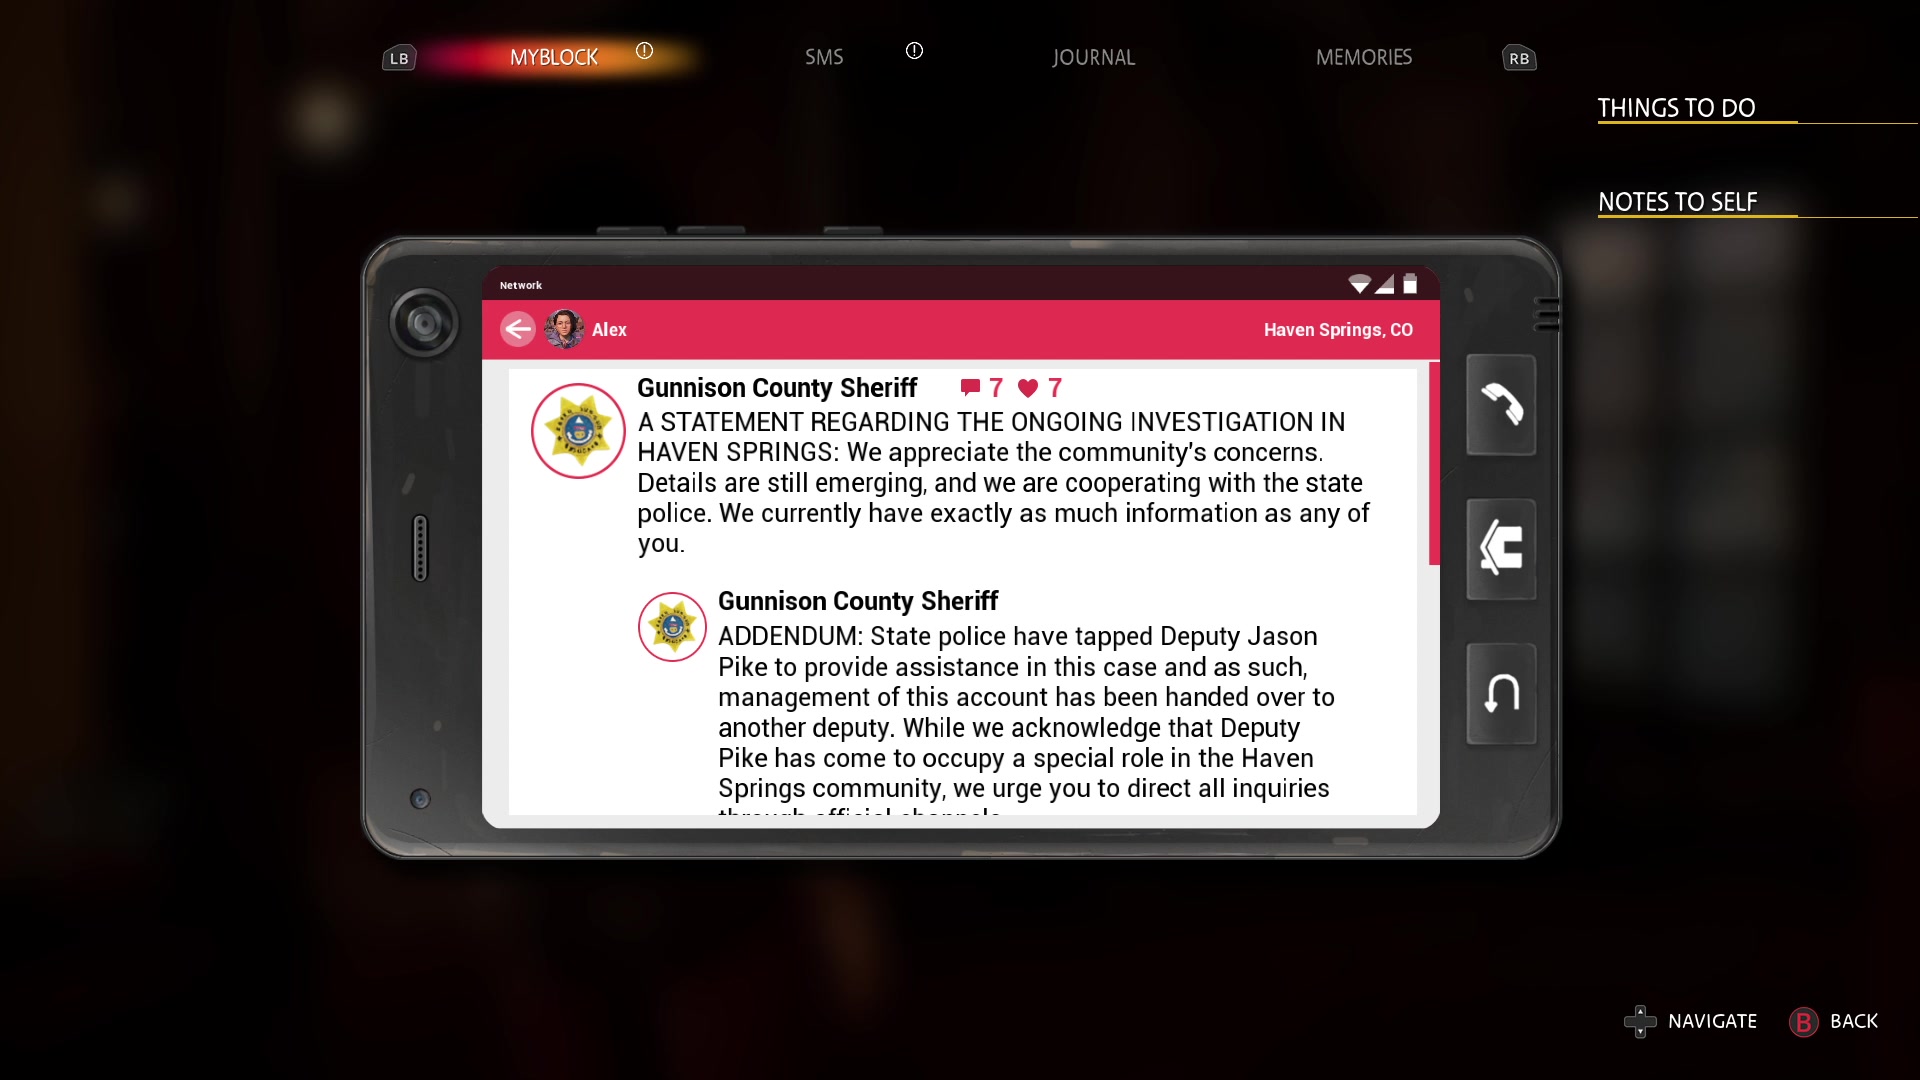 LB
MYBLOCK
SMS
JOURNAL
MEMORIES
RB
THINGS TO DO
NOTES TO SELF
Network
Alex
Haven Springs, CO
Gunnison County Sheriff 7 7
A STATEMENT REGARDING THE ONGOING INVESTIGATION IN
HAVEN SPRINGS: We appreciate the community's concerns.
Details are still emerging, and we are cooperating with the state
police. We currently have exactly as much information as any of
you.
Gunnison County Sheriff
ADDENDUM: State police have tapped Deputy Jason
Pike to provide assistance in this case and as such,
management of this account has been handed over to
another deputy. While we acknowledge that Deputy
Pike has come to occupy a special role in the Haven
Springs community, we urge you to direct all inquiries
through official channels.
NAVIGATE
B BACK